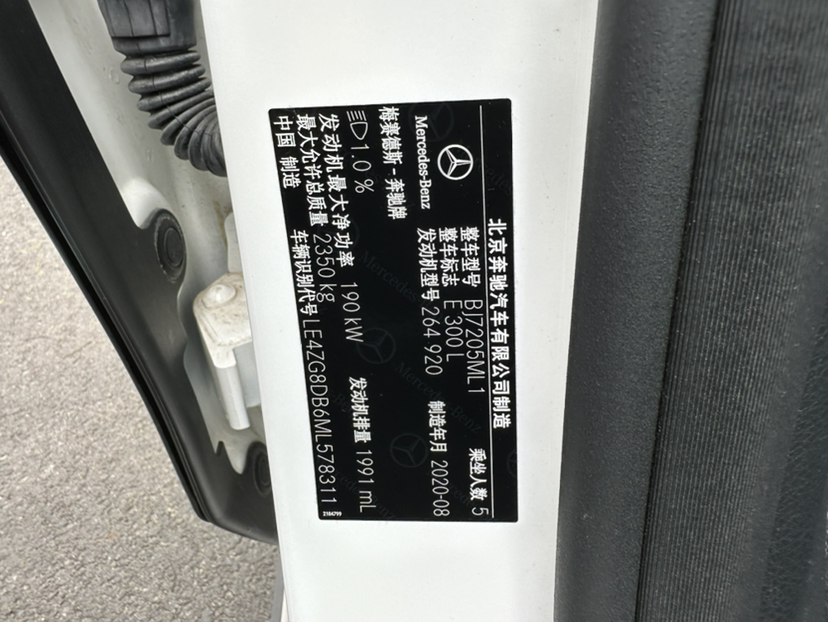 北京奔驰汽车有限公司制造
Mercedes-Benz
整车型号 BJ7205ML1 乘坐人数 5
整车标志 E 300 L
梅赛德斯-奔驰牌 发动机型号 264 920 制造年月 2020-08
1.0 %
发动机最大净功率 190 kW 发动机排量 1991 mL
最大允许总质量 2350 kg
中国 制造 车辆识别代号 LE4ZG8DB6ML578311
2184799